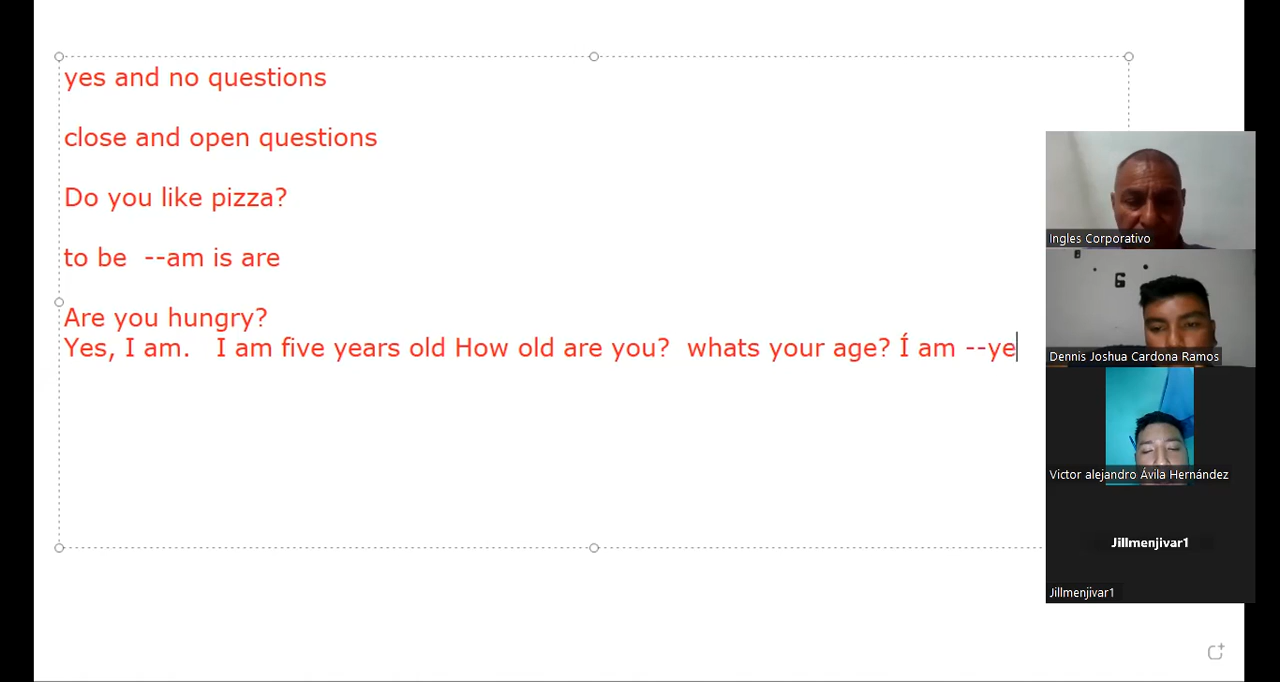 yes and no questions
close and open questions
Do you like pizza?
to be --am is are
Are you hungry?
Yes, I am. I am five years old How old are you? whats your age? Í am --ye
Ingles Corporativo
Dennis Joshua Cardona Ramos
Victor alejandro Ávila Hernández
Jillmenjivar1
Jillmenjivar1